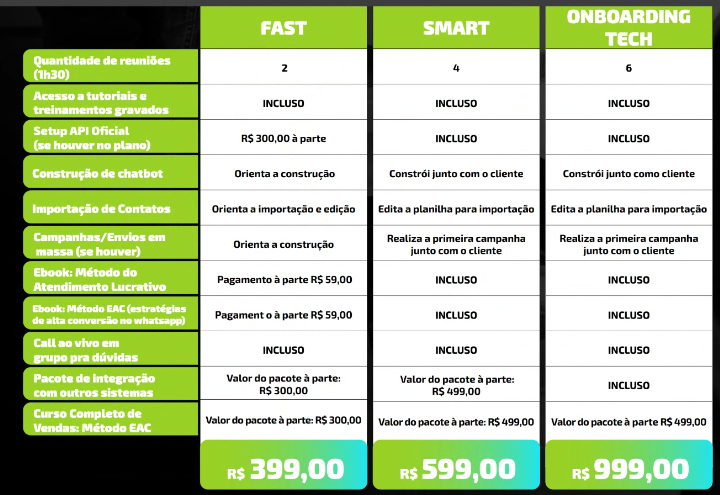 FAST SMART ONBOARDING
TECH
Quantidade de reuniões
(1h30)
2 4 6
Acesso a tutoriais e
treinamentos gravados
INCLUSO INCLUSO INCLUSO
Setup API Oficial
(se houver no plano)
R$ 300,00 à parte INCLUSO INCLUSO
Construção de chatbot Orienta a construção Constrói junto com o cliente Constrói junto como cliente
Importação de Contatos Orienta a importação e edição Edita a planilha para importação Edita a planilha para importação
Campanhas/Envios em
massa (se houver)
Orienta a construção
Realiza a primeira campanha
junto com o cliente
Realiza a primeira campanha
junto com o cliente
Ebook: Método do
Atendimento Lucrativo
Pagamento à parte R$ 59,00 INCLUSO INCLUSO
Ebook: Método EAC (estratégias
de alta conversão no whatsapp)
Pagament o à parte R$ 59,00 INCLUSO INCLUSO
Call ao vivo em
grupo pra dúvidas
INCLUSO INCLUSO INCLUSO
Pacote de integração
com outros sistemas
Valor do pacote à parte:
R$ 300,00
Valor do pacote à parte:
R$ 499,00
INCLUSO
Curso Completo de
Vendas: Método EAC
Valor do pacote à parte: R$ 300,00 Valor do pacote à parte: R$ 499,00 Valor do pacote à parte R$ 499,00
R$ 399,00 R$ 599,00 R$ 999,00